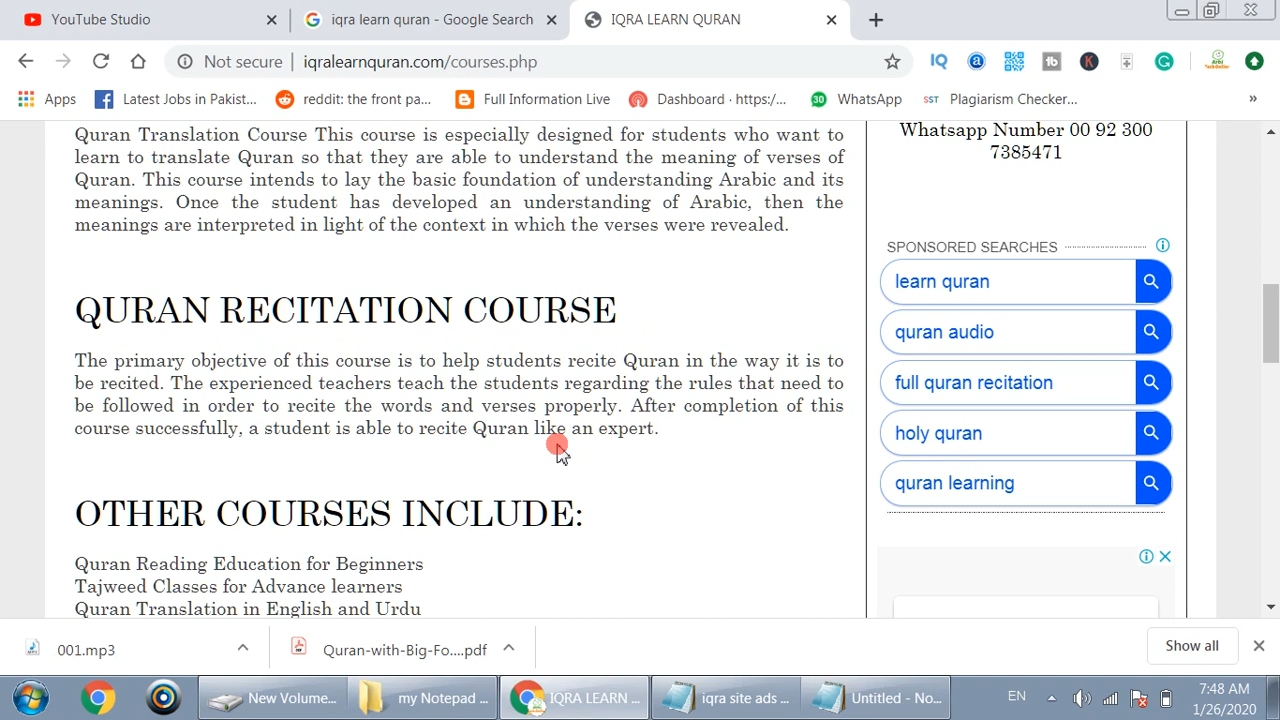 YouTube Studio
iqra learn quran - Google Search
IQRA LEARN QURAN
Not secure
iqralearnquran.com/courses.php
Apps
Latest Jobs in Pakist...
reddit: the front pa...
Full Information Live
Dashboard · https:/...
WhatsApp
Plagiarism Checker...
Quran Translation Course This course is especially designed for students who want to
learn to translate Quran so that they are able to understand the meaning of verses of
Quran. This course intends to lay the basic foundation of understanding Arabic and its
meanings. Once the student has developed an understanding of Arabic, then the
meanings are interpreted in light of the context in which the verses were revealed.
QURAN RECITATION COURSE
The primary objective of this course is to help students recite Quran in the way it is to
be recited. The experienced teachers teach the students regarding the rules that need to
be followed in order to recite the words and verses properly. After completion of this
course successfully, a student is able to recite Quran like an expert.
OTHER COURSES INCLUDE:
Quran Reading Education for Beginners
Tajweed Classes for Advance learners
Quran Translation in English and Urdu
Whatsapp Number 00 92 300
7385471
SPONSORED SEARCHES
learn quran
quran audio
full quran recitation
holy quran
quran learning
001.mp3
Quran-with-Big-Fo....pdf
Show all
New Volume...
my Notepad ...
IQRA LEARN ...
iqra site ads ...
Untitled - No...
EN
7:48 AM
1/26/2020